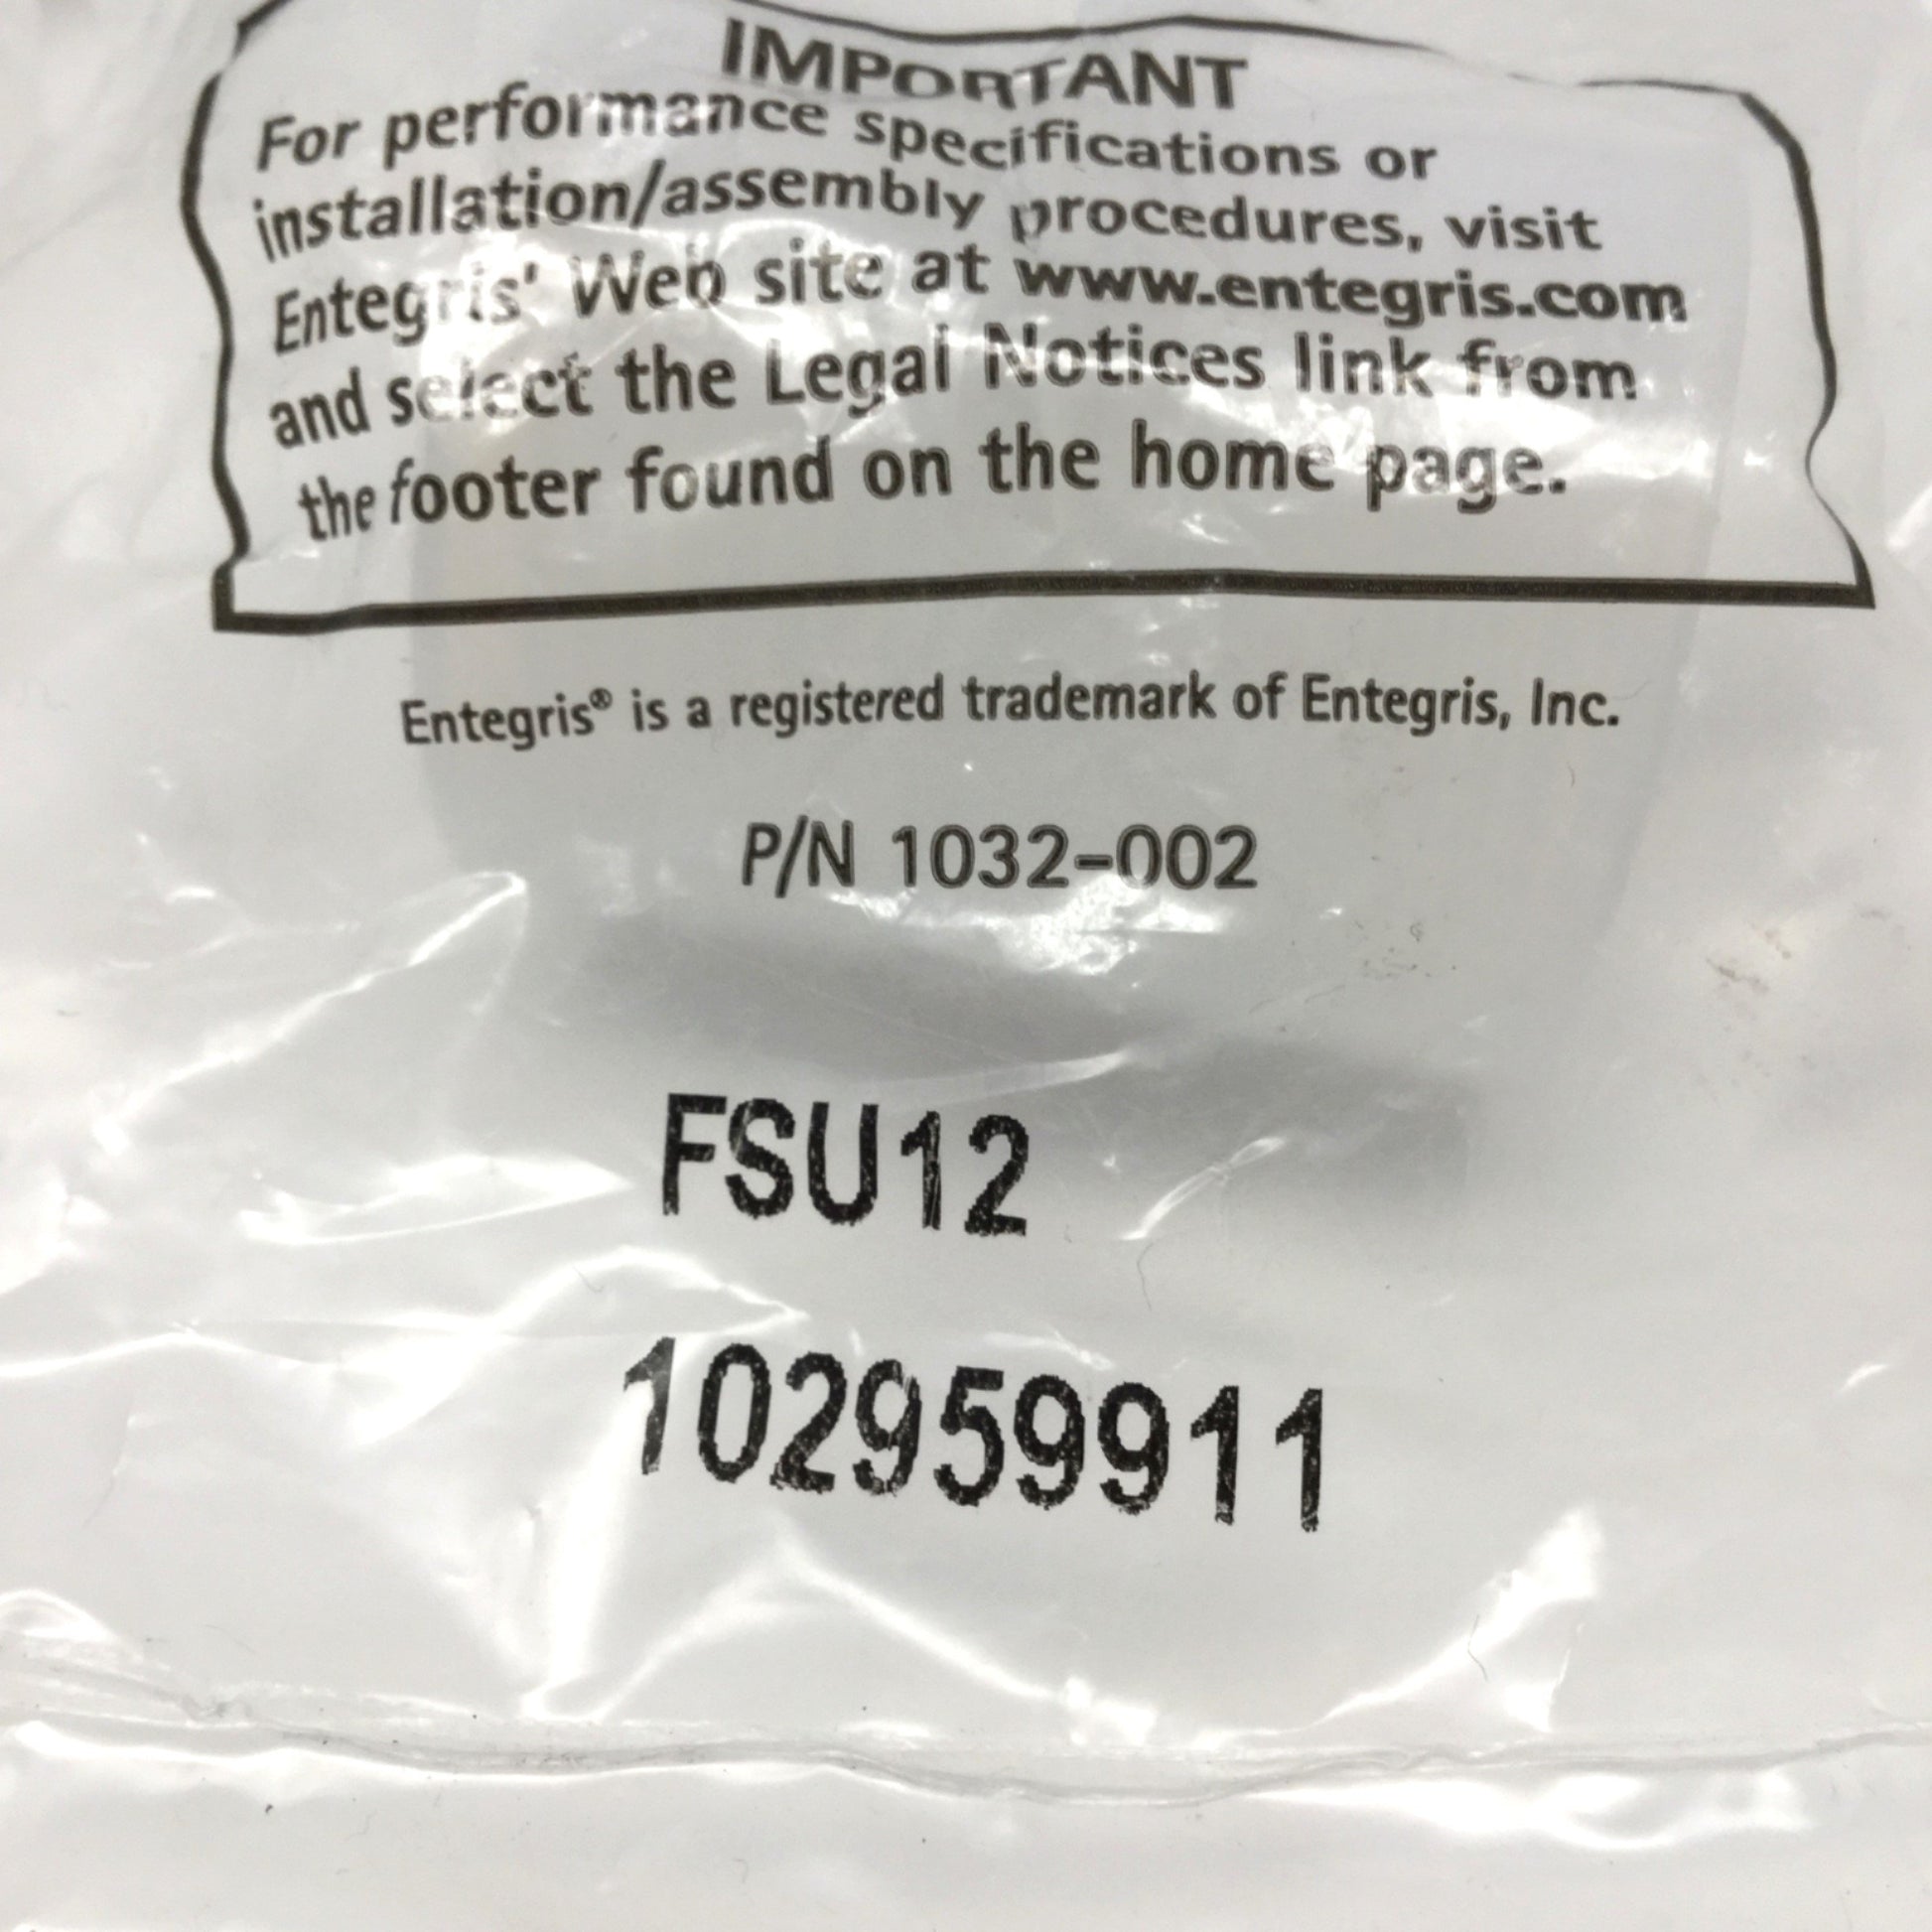 IMPORTANT
For performance specifications or
installation/assembly procedures, visit
Entegris' Web site at www.entegris.com
and select the Legal Notices link from
the footer found on the home page.
Entegris® is a registered trademark of Entegris, Inc.
P/N 1032-002
FSU12
102959911